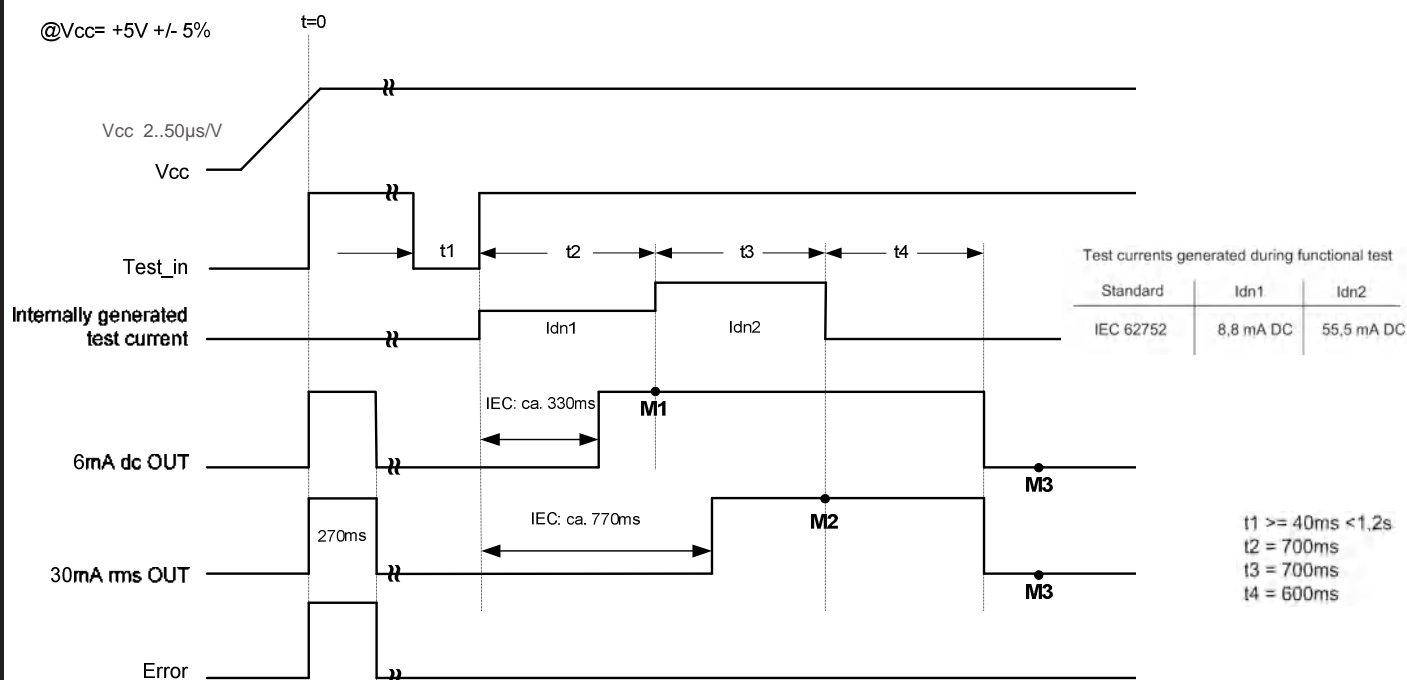 @Vcc= +5V +/- 5%
t=0
Vcc 2..50µs/V
Vcc
Test_in
t1
t2
t3
t4
Internally generated
test current
Idn1
Idn2
Test currents generated during functional test
Standard Idn1 Idn2
IEC 62752 8,8 mA DC 55,5 mA DC
IEC: ca. 330ms
M1
6mA dc OUT
M3
270ms
IEC: ca. 770ms
M2
30mA rms OUT
M3
t1 >= 40ms <1,2s
t2 = 700ms
t3 = 700ms
t4 = 600ms
Error